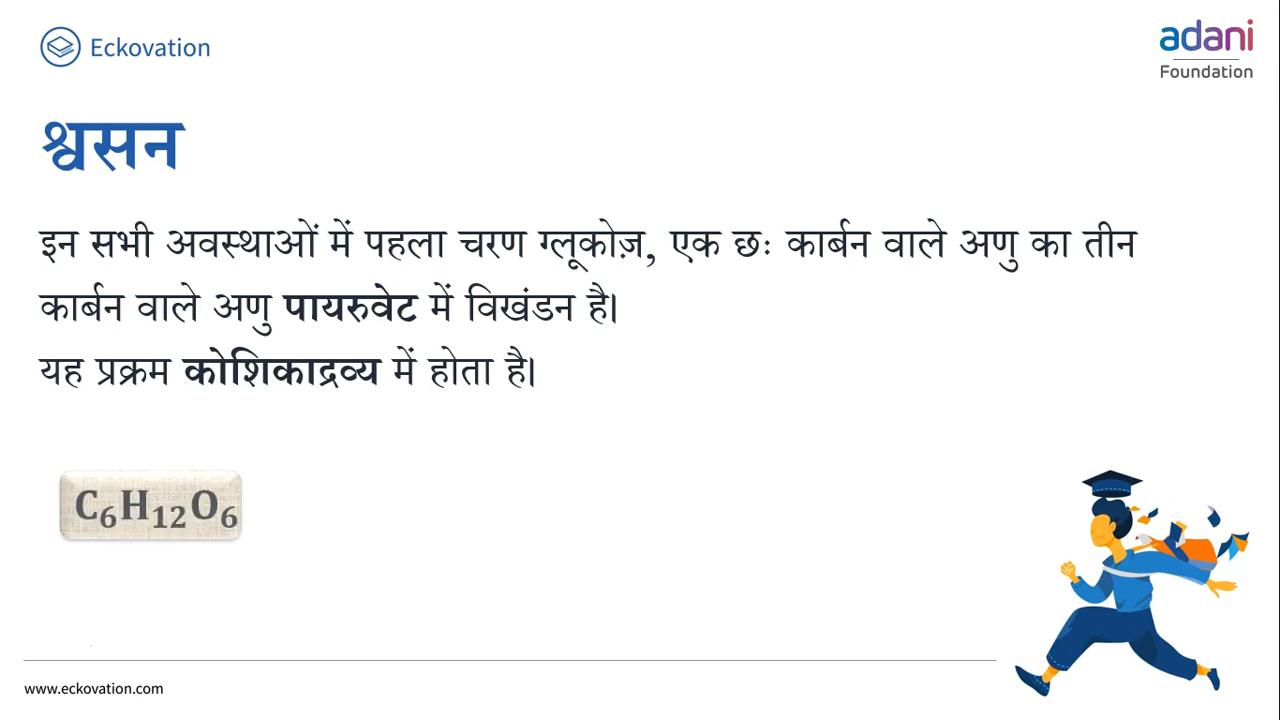 Eckovation
adani
Foundation
श्वसन
इन सभी अवस्थाओं में पहला चरण ग्लूकोज़, एक छः कार्बन वाले अणु का तीन
कार्बन वाले अणु पायरुवेट में विखंडन है।
यह प्रक्रम कोशिकाद्रव्य में होता है।
C₆H₁₂O₆
www.eckovation.com